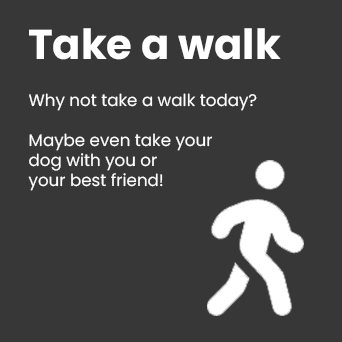 Take a walk
Why not take a walk today?
Maybe even take your
dog with you or
your best friend!